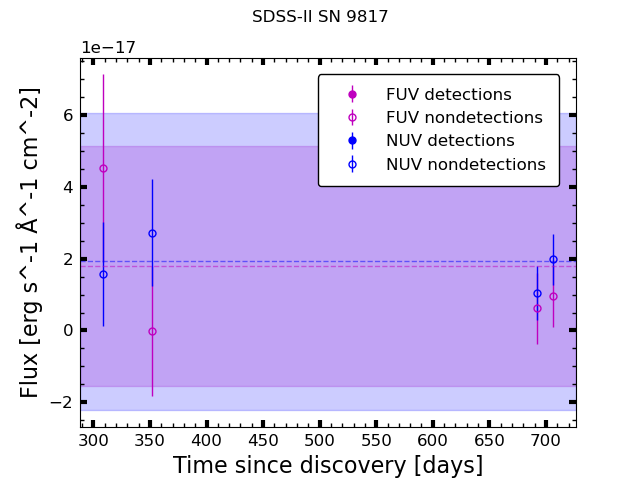 SDSS-II SN 9817
1e−17
FUV detections
FUV nondetections
NUV detections
NUV nondetections
6
4
2
0
−2
Flux [erg s^-1 Å^-1 cm^-2]
300 350 400 450 500 550 600 650 700
Time since discovery [days]